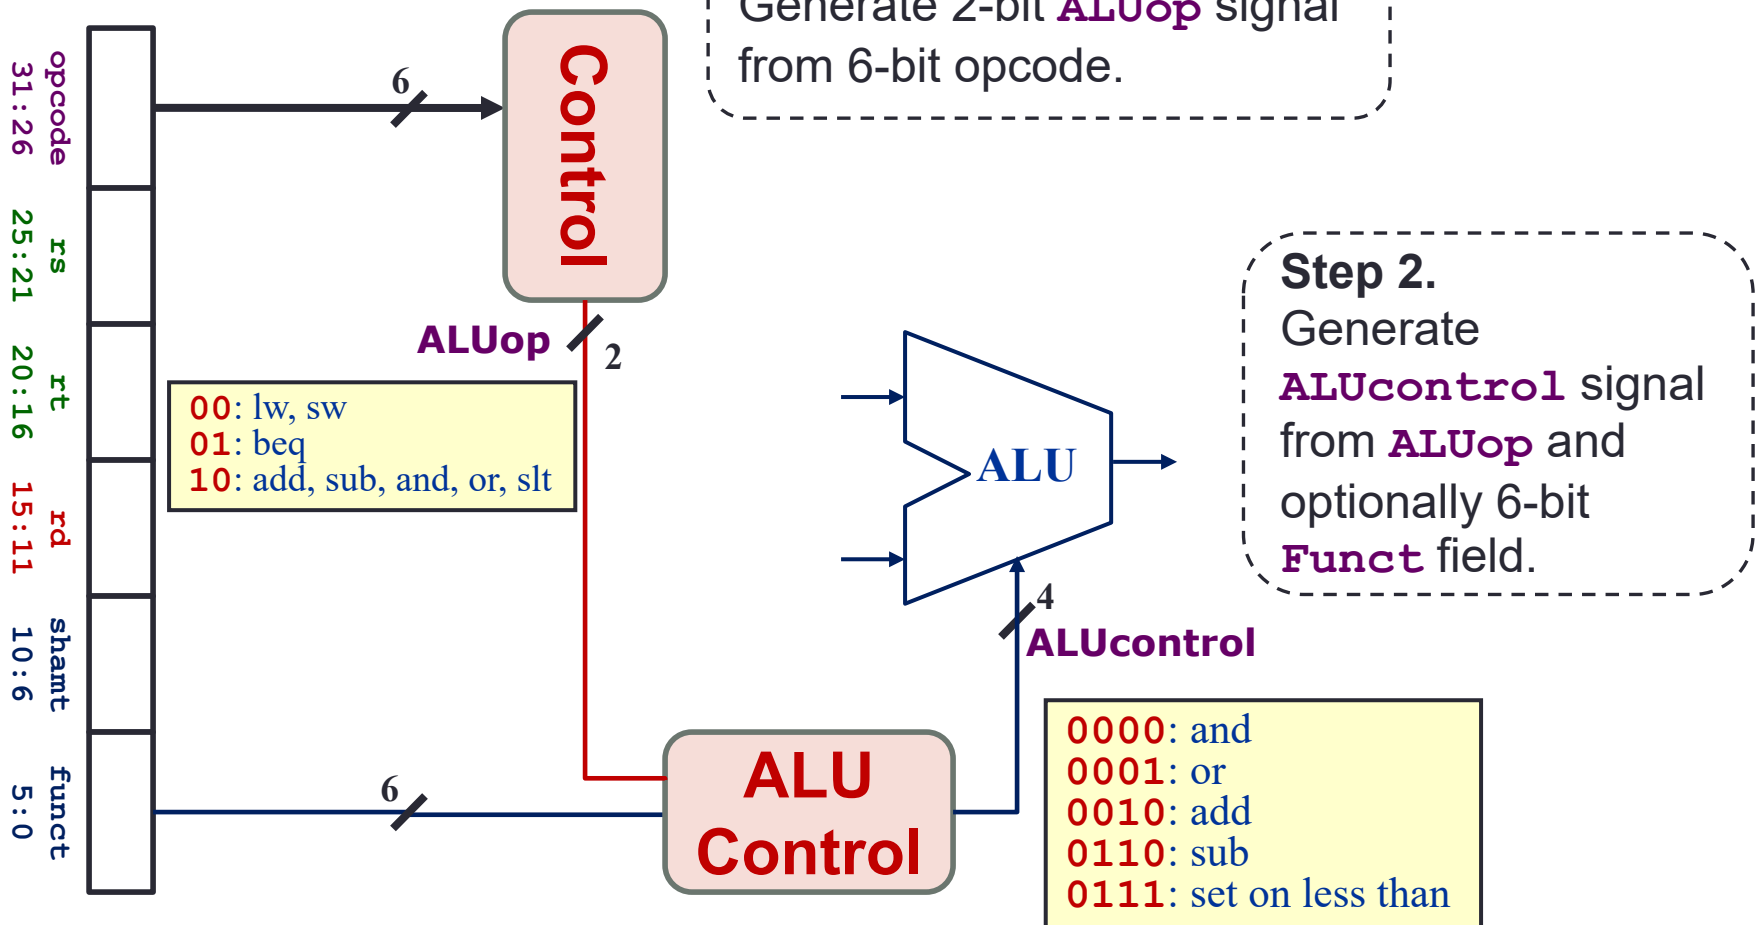 Generate 2-bit ALUop signal
from 6-bit opcode.
opcode
31:26
rs
25:21
rt
20:16
rd
15:11
shamt
10:6
funct
5:0
6
Control
ALUop
2
00: lw, sw
01: beq
10: add, sub, and, or, slt
ALU
4
ALUcontrol
Step 2.
Generate
ALUcontrol signal
from ALUop and
optionally 6-bit
Funct field.
6
ALU
Control
0000: and
0001: or
0010: add
0110: sub
0111: set on less than